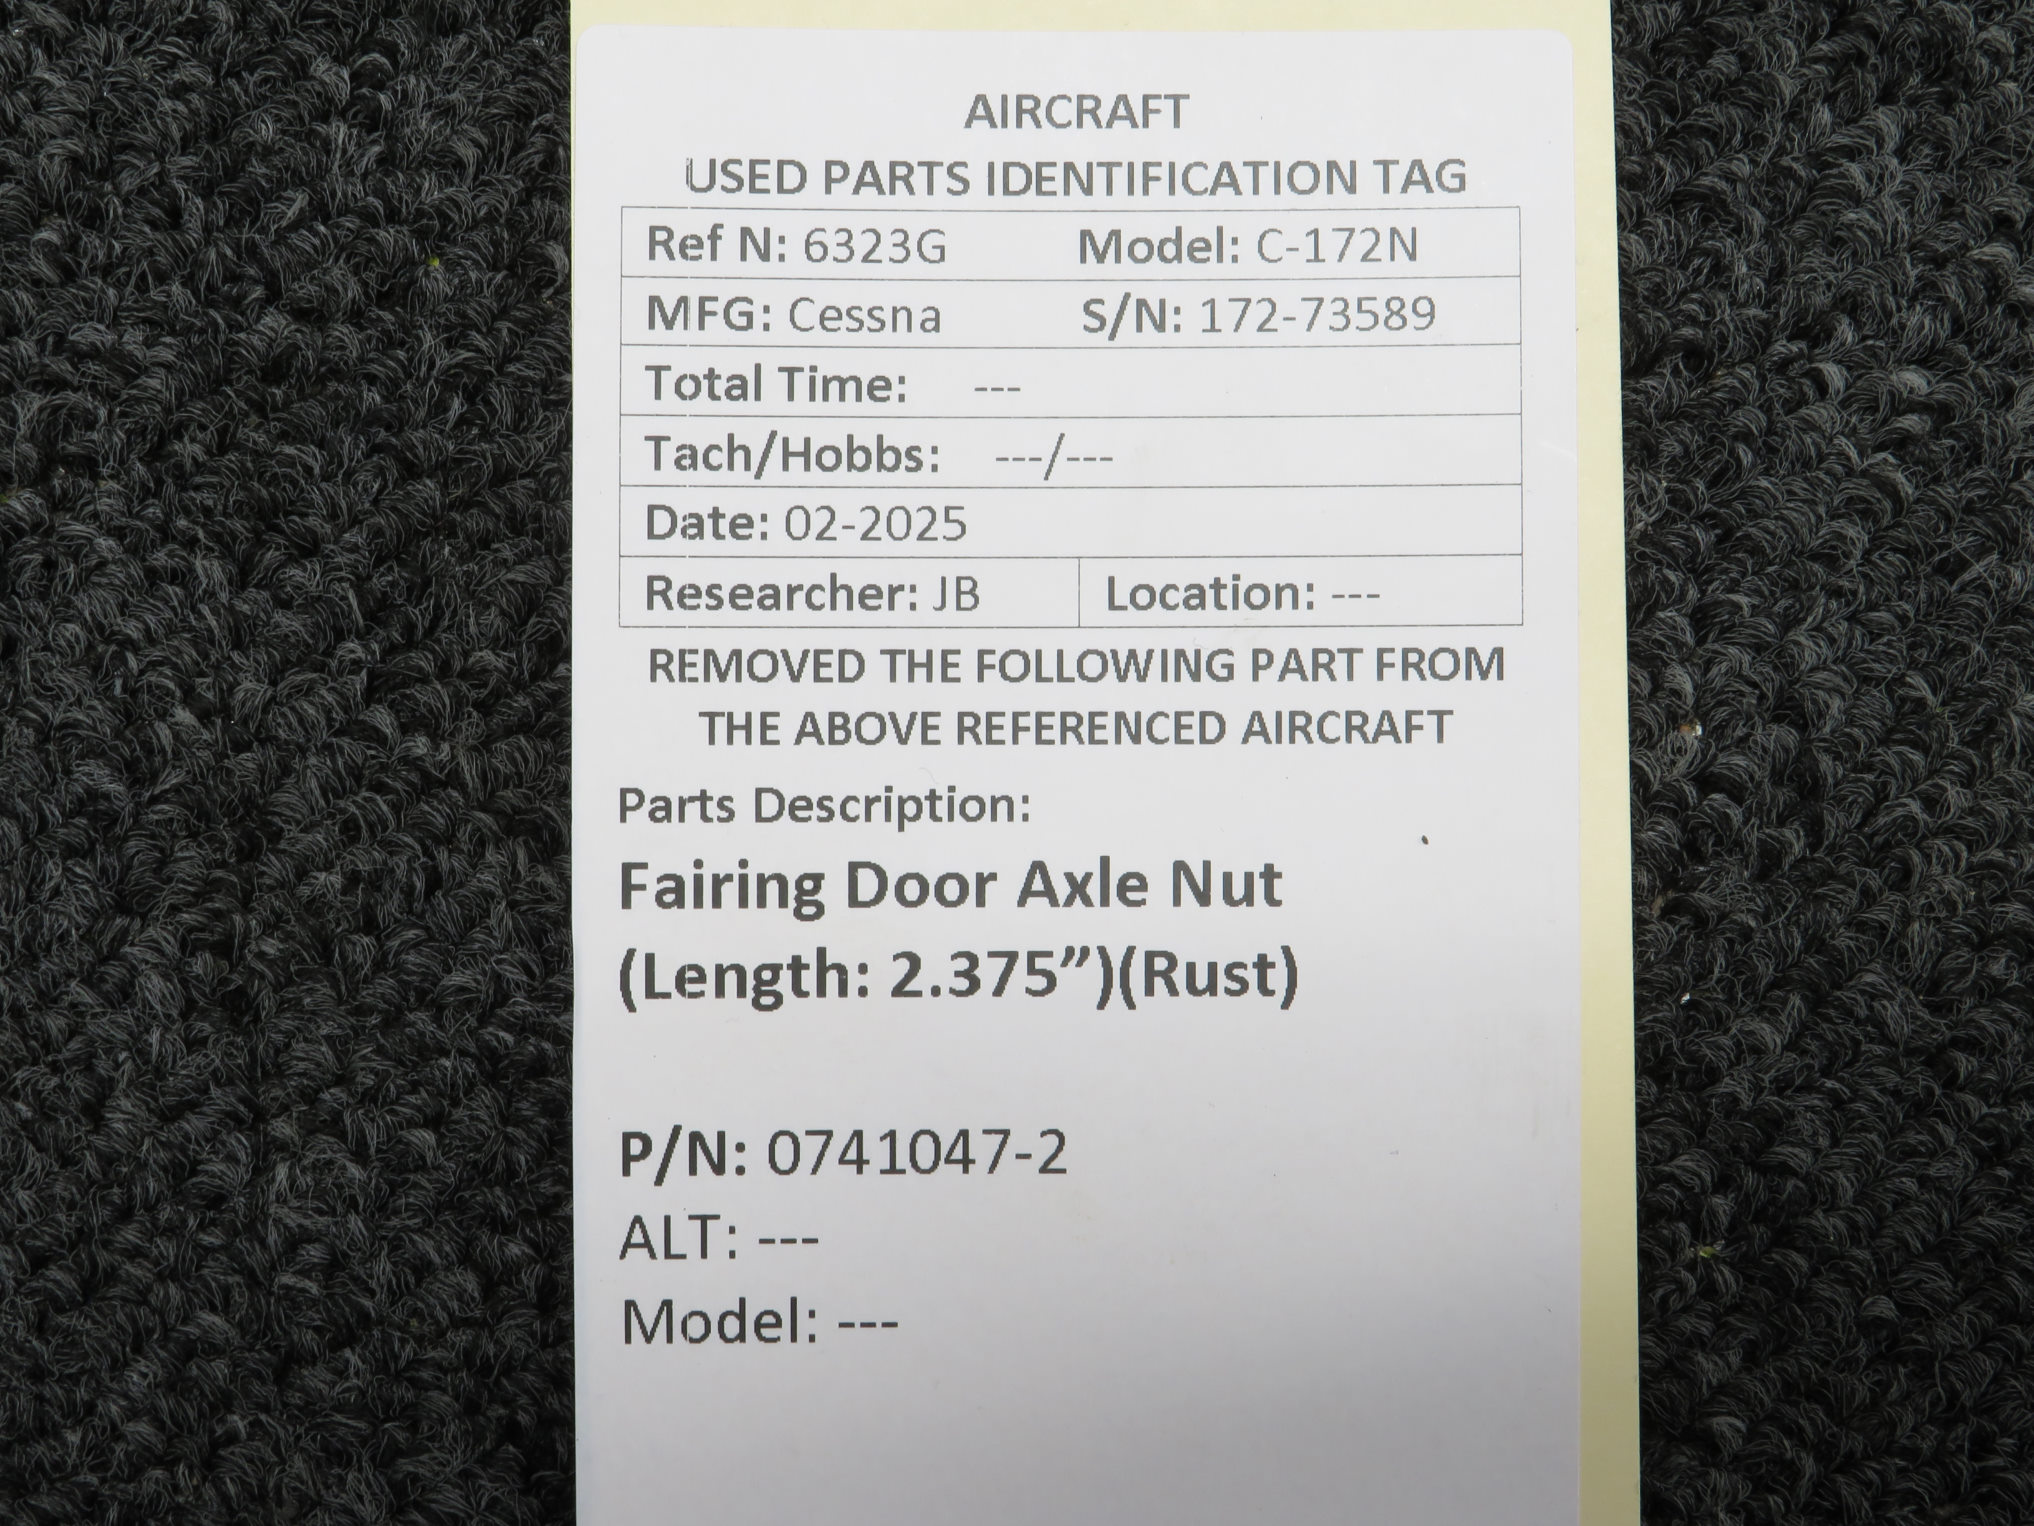 AIRCRAFT
USED PARTS IDENTIFICATION TAG
Ref N: 6323G Model: C-172N
MFG: Cessna S/N: 172-73589
Total Time: ---
Tach/Hobbs: ---/---
Date: 02-2025
Researcher: JB Location: ---
REMOVED THE FOLLOWING PART FROM
THE ABOVE REFERENCED AIRCRAFT
Parts Description:
Fairing Door Axle Nut
(Length: 2.375”)(Rust)
P/N: 0741047-2
ALT: ---
Model: ---